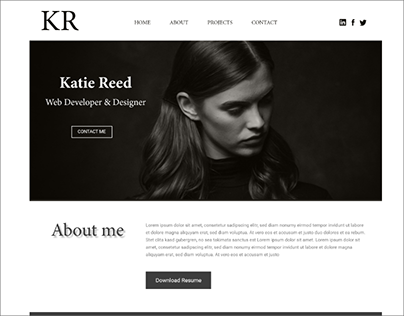 KR
HOME ABOUT PROJECTS CONTACT
Katie Reed
Web Developer & Designer
CONTACT ME
About me
Lorem ipsum dolor sit amet, consetetur sadipscing elitr, sed diam nonumy eirmod tempor invidunt ut labore
et dolore magna aliquyam erat, sed diam voluptua. At vero eos et accusam et justo duo dolores et ea rebum.
Stet clita kasd gubergren, no sea takimata sanctus est Lorem ipsum dolor sit amet. Lorem ipsum dolor sit
amet, consetetur sadipscing elitr, sed diam nonumy eirmod tempor invidunt ut labore et dolore magna
aliquyam erat, sed diam voluptua. At vero eos et accusam et justo
Download Resume